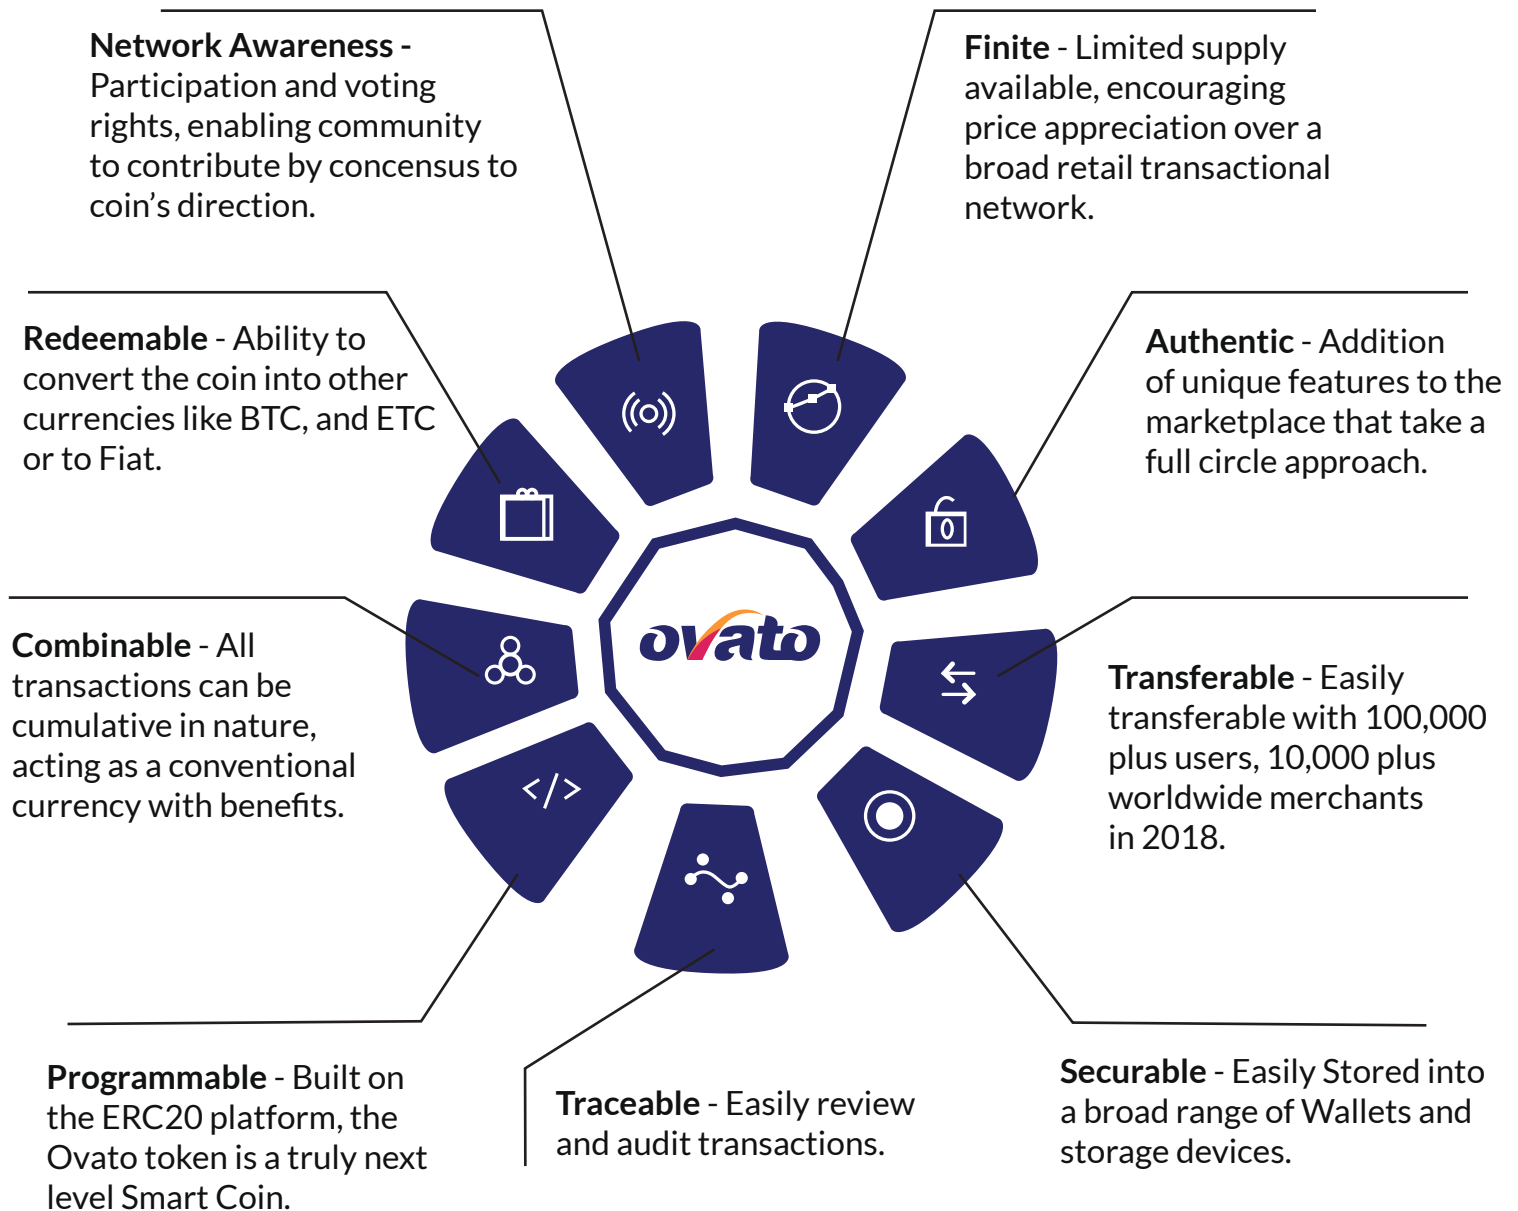 Network Awareness -
Participation and voting
rights, enabling community
to contribute by concensus to
coin's direction.
Finite - Limited supply
available, encouraging
price appreciation over a
broad retail transactional
network.
Redeemable - Ability to
convert the coin into other
currencies like BTC, and ETC
or to Fiat.
Authentic - Addition
of unique features to the
marketplace that take a
full circle approach.
ovato
Combinable - All
transactions can be
cumulative in nature,
acting as a conventional
currency with benefits.
Transferable - Easily
transferable with 100,000
plus users, 10,000 plus
worldwide merchants
in 2018.
Programmable - Built on
the ERC20 platform, the
Ovato token is a truly next
level Smart Coin.
Traceable - Easily review
and audit transactions.
Securable - Easily Stored into
a broad range of Wallets and
storage devices.